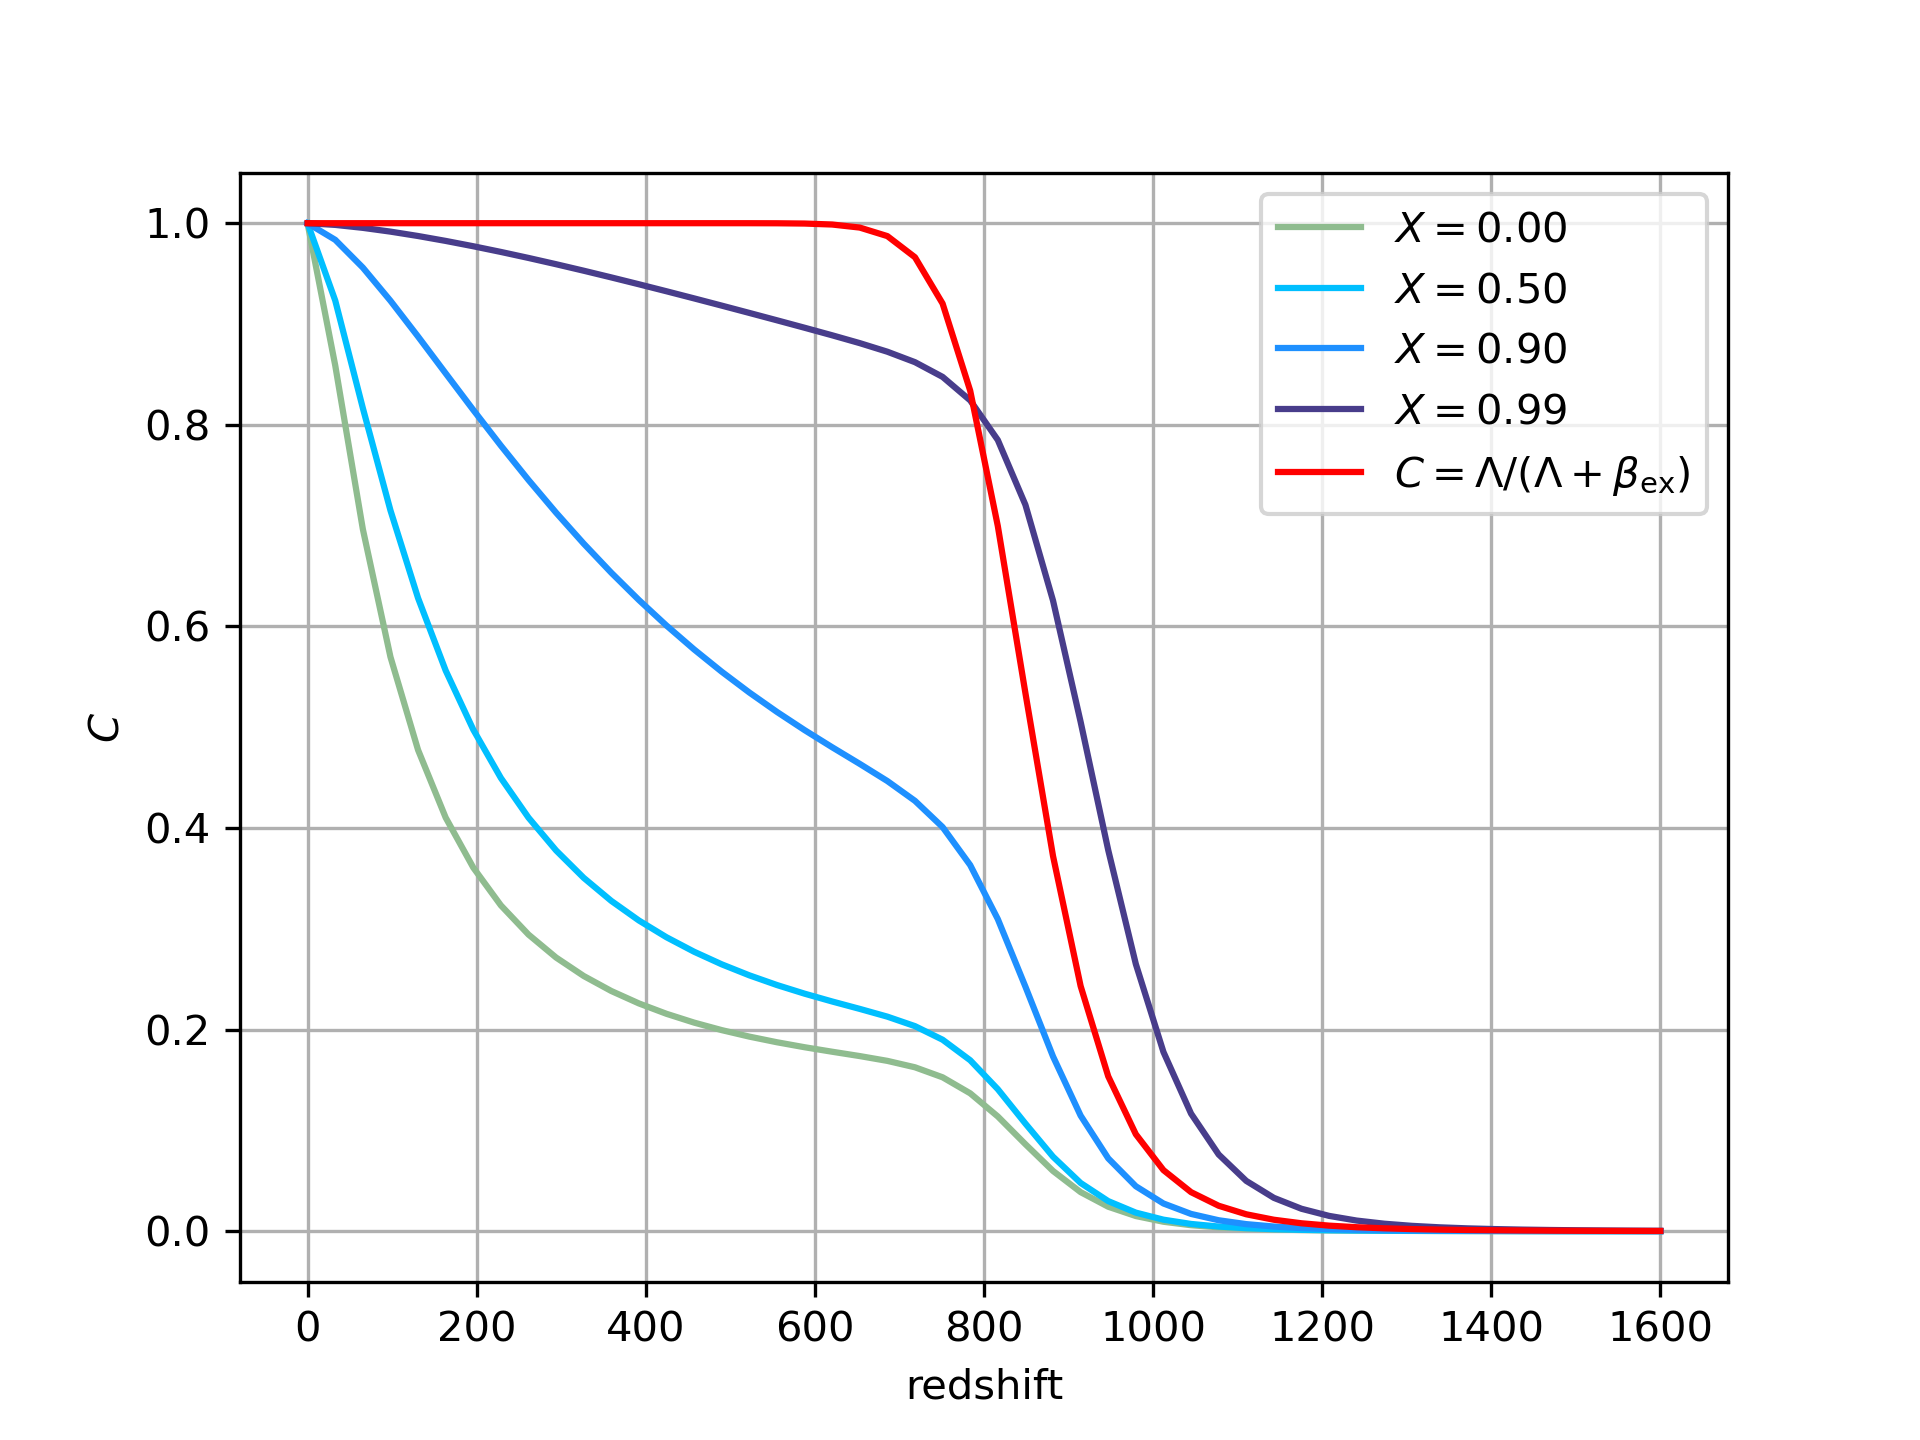 X = 0.00
X = 0.50
X = 0.90
X = 0.99
C = Λ/(Λ + β_ex)
1.0
0.8
0.6
0.4
0.2
0.0
C
0 200 400 600 800 1000 1200 1400 1600
redshift